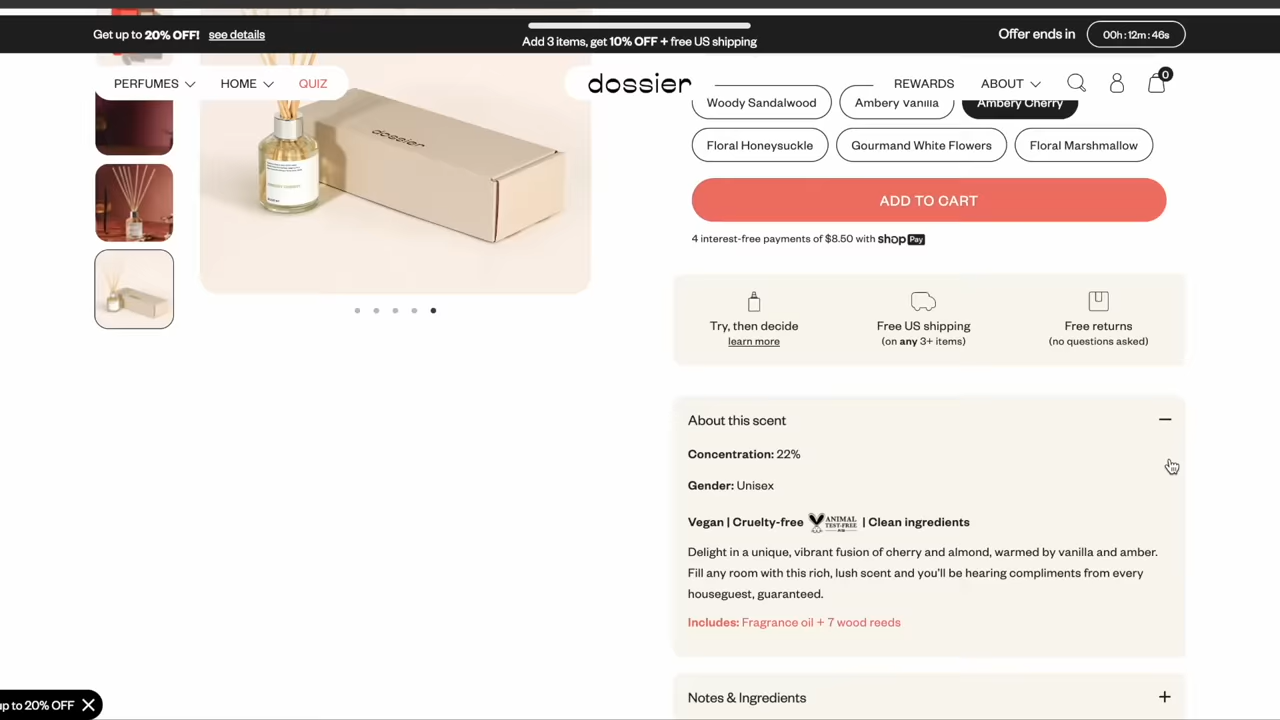 Get up to 20% OFF! see details
Add 3 items, get 10% OFF + free US shipping
Offer ends in 00h : 12m : 46s
PERFUMES HOME QUIZ
dossier
REWARDS ABOUT 0
dossier
Woody Sandalwood Ambery Vanilla Ambery Cherry
Floral Honeysuckle Gourmand White Flowers Floral Marshmallow
ADD TO CART
4 interest-free payments of $8.50 with shop Pay
Try, then decide
learn more
Free US shipping
(on any 3+ items)
Free returns
(no questions asked)
About this scent
Concentration: 22%
Gender: Unisex
Vegan | Cruelty-free ANIMAL TEST-FREE | Clean ingredients
Delight in a unique, vibrant fusion of cherry and almond, warmed by vanilla and amber.
Fill any room with this rich, lush scent and you'll be hearing compliments from every
houseguest, guaranteed.
Includes: Fragrance oil + 7 wood reeds
up to 20% OFF
Notes & Ingredients